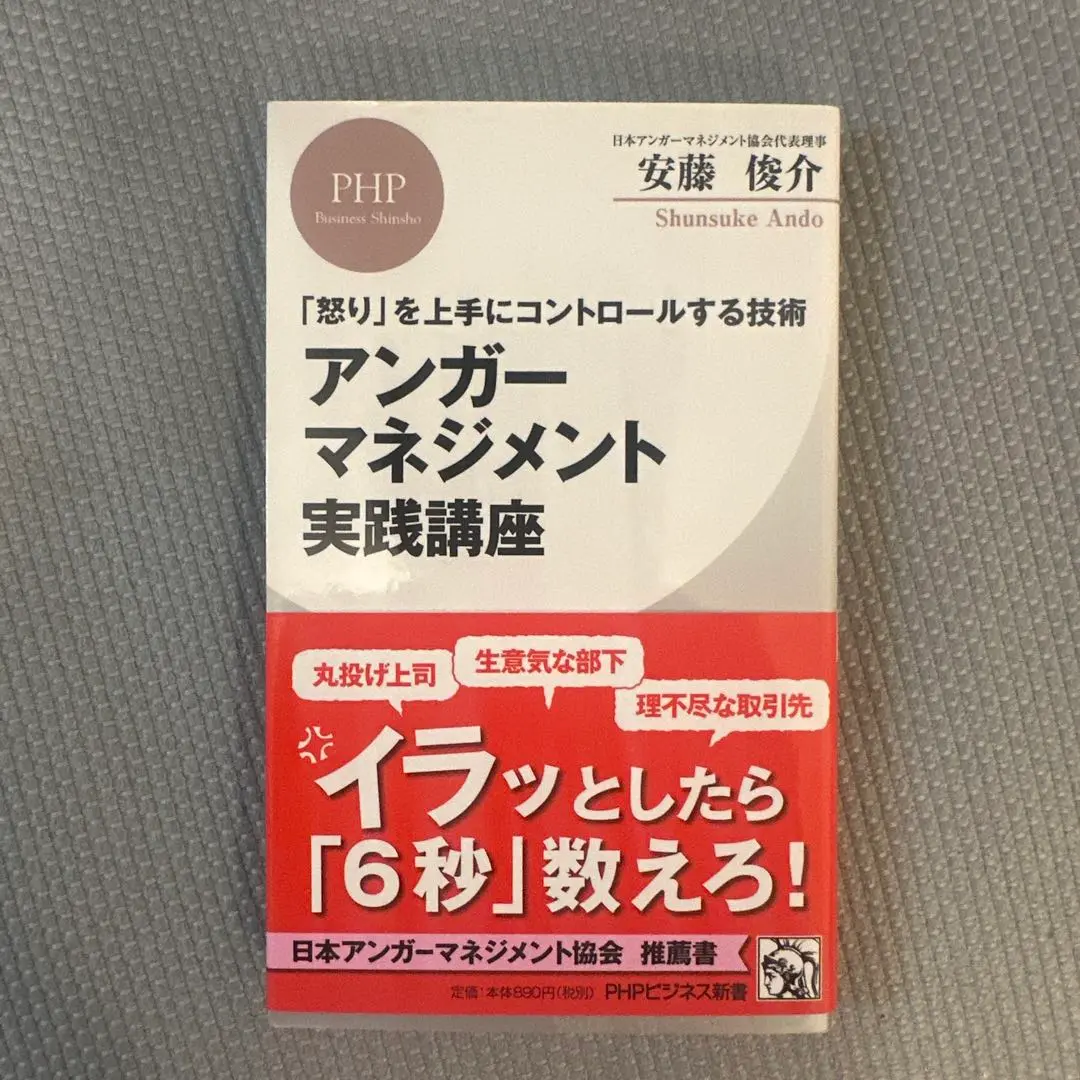 PHP
Business Shinsho
日本アンガーマネジメント協会代表理事
安藤 俊介
Shunsuke Ando
「怒り」を上手にコントロールする技術
アンガー
マネジメント
実践講座
丸投げ上司
生意気な部下
理不尽な取引先
イラッとしたら
「6秒」数えろ!
日本アンガーマネジメント協会 推薦書
定価:本体890円(税別) PHPビジネス新書